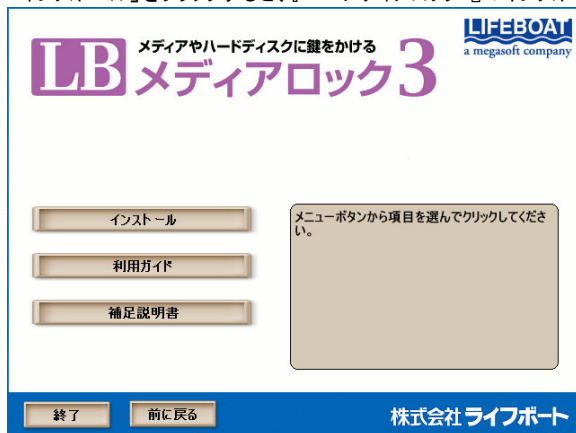 メディアやハードディスクに鍵をかける
LB メディアロック3
LIFEBOAT
a megasoft company
インストール
利用ガイド
補足説明書
メニューボタンから項目を選んでクリックしてくださ
い。
終了
前に戻る
株式会社ライフボート